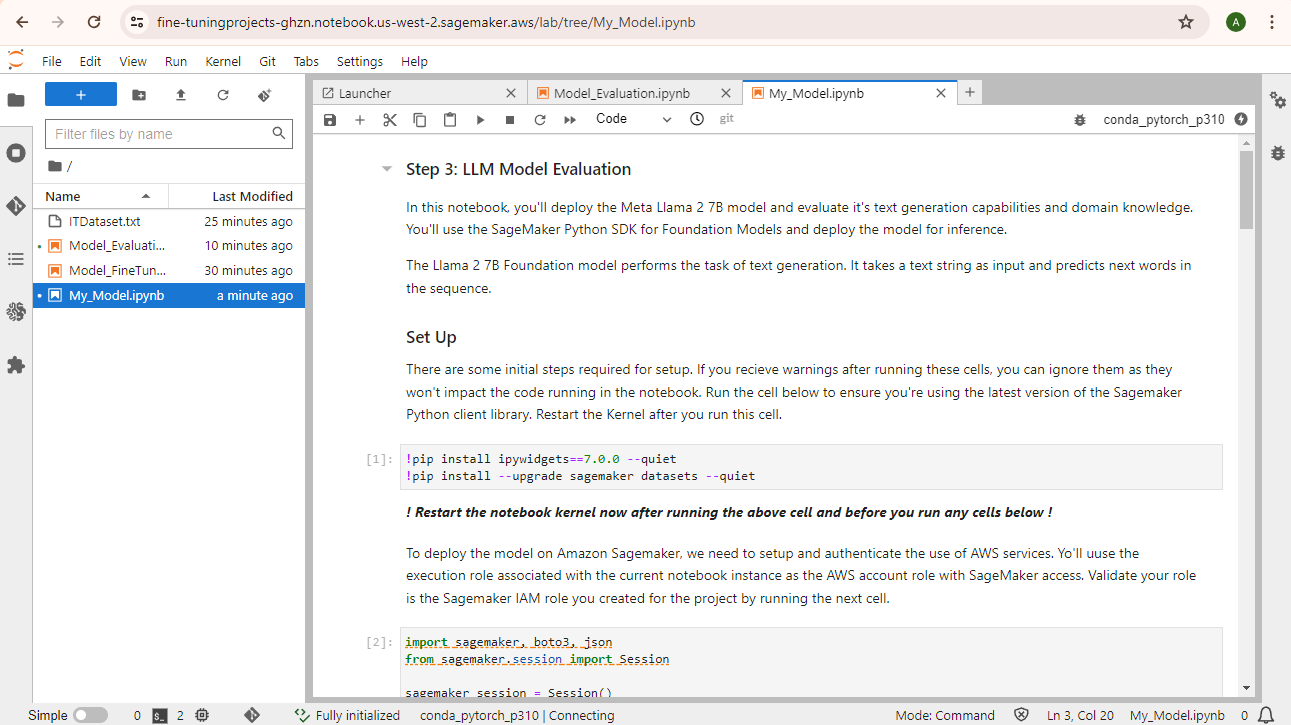 fine-tuningprojects-ghzn.notebook.us-west-2.sagemaker.aws/lab/tree/My_Model.ipynb
A
File Edit View Run Kernel Git Tabs Settings Help
+
Filter files by name
/
Name Last Modified
ITDataset.txt 25 minutes ago
Model_Evaluati... 10 minutes ago
Model_FineTun... 30 minutes ago
My_Model.ipynb a minute ago
Launcher Model_Evaluation.ipynb My_Model.ipynb
Code git conda_pytorch_p310
Step 3: LLM Model Evaluation
In this notebook, you'll deploy the Meta Llama 2 7B model and evaluate it's text generation capabilities and domain knowledge.
You'll use the SageMaker Python SDK for Foundation Models and deploy the model for inference.
The Llama 2 7B Foundation model performs the task of text generation. It takes a text string as input and predicts next words in
the sequence.
Set Up
There are some initial steps required for setup. If you recieve warnings after running these cells, you can ignore them as they
won't impact the code running in the notebook. Run the cell below to ensure you're using the latest version of the Sagemaker
Python client library. Restart the Kernel after you run this cell.
[1]: !pip install ipywidgets==7.0.0 --quiet
!pip install --upgrade sagemaker datasets --quiet
! Restart the notebook kernel now after running the above cell and before you run any cells below !
To deploy the model on Amazon Sagemaker, we need to setup and authenticate the use of AWS services. Yo'll uuse the
execution role associated with the current notebook instance as the AWS account role with SageMaker access. Validate your role
is the Sagemaker IAM role you created for the project by running the next cell.
[2]: import sagemaker, boto3, json
from sagemaker.session import Session
sagemaker_session = Session()
Simple 0 $_ 2 Fully initialized conda_pytorch_p310 | Connecting Mode: Command Ln 3, Col 20 My_Model.ipynb 0